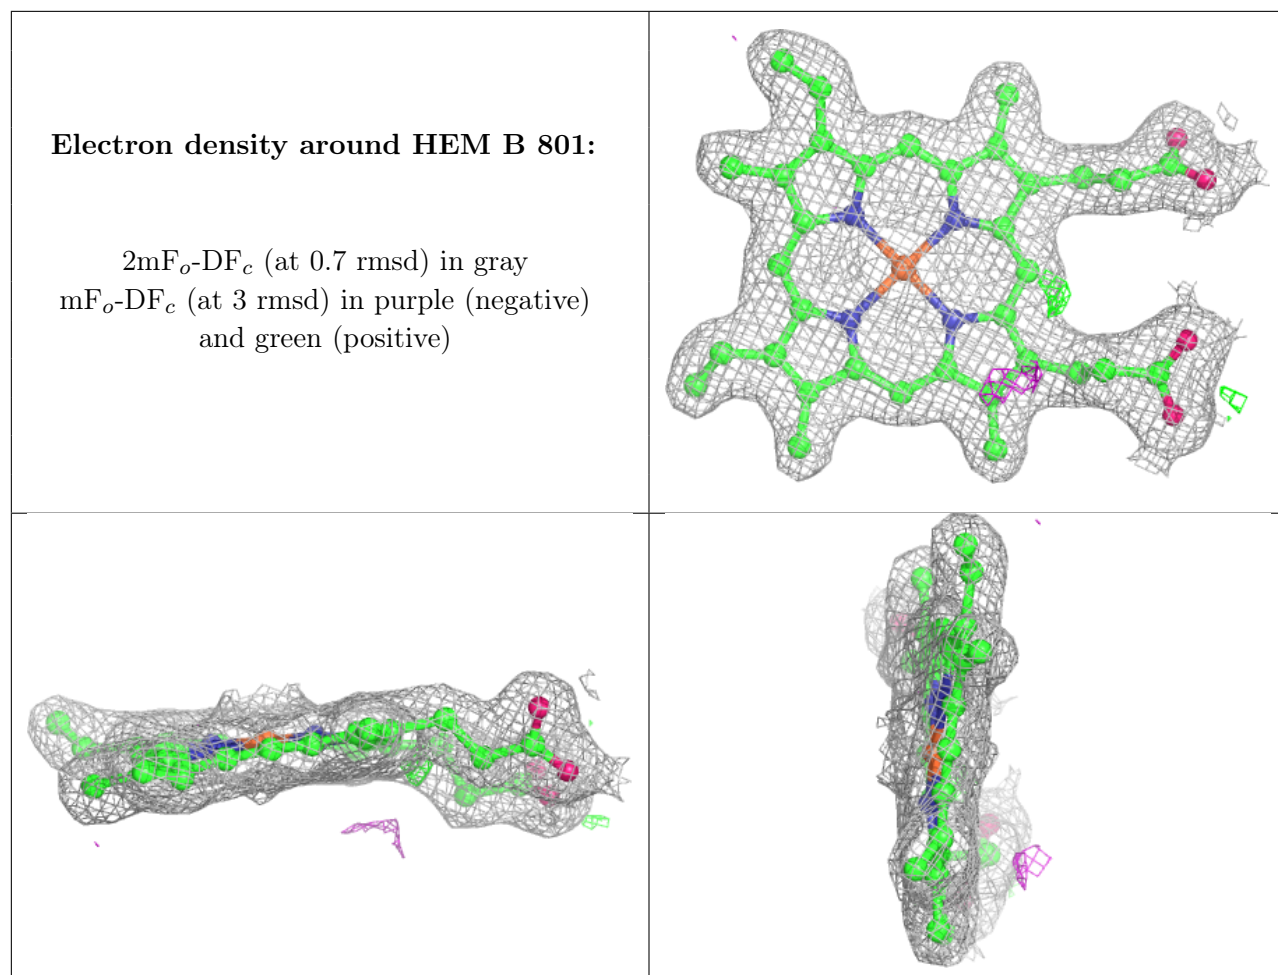 Electron density around HEM B 801:
2mFo-DFc (at 0.7 rmsd) in gray
mFo-DFc (at 3 rmsd) in purple (negative)
and green (positive)